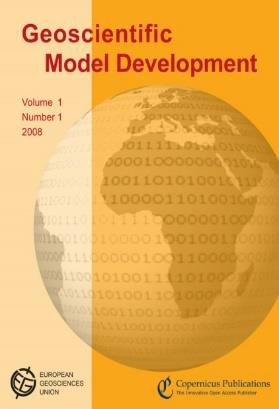 Geoscientific
Model Development
Volume 1
Number 1
2008
EUROPEAN
GEOSCIENCES
UNION
Copernicus Publications
The Innovative Open Access Publisher